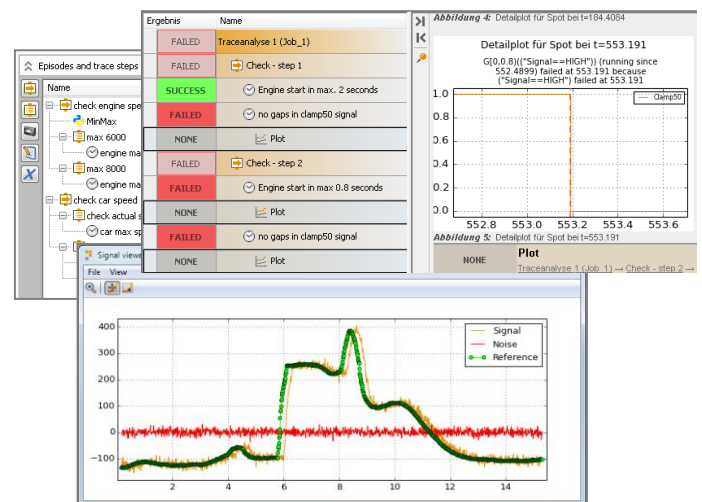 Episodes and trace steps
Name
check engine spe
MinMax
max 6000
engine ma
max 8000
engine ma
check car speed
check actual s
car max sp
Ergebnis Name
FAILED Traceanalyse 1 (Job_1)
FAILED Check - step 1
SUCCESS Engine start in max. 2 seconds
FAILED no gaps in clamp50 signal
NONE Plot
FAILED Check - step 2
FAILED Engine start in max 0.8 seconds
NONE Plot
FAILED no gaps in clamp50 signal
NONE Plot
Abbildung 4: Detailplot für Spot bei t=184.4084
Detailplot für Spot bei t=553.191
G[0,0.8)(("Signal==HIGH")) (running since
552.4899) failed at 553.191 because
("Signal=HIGH") failed at 553.191
Clamp50
1.0
0.8
0.6
0.4
0.2
0.0
552.8 553.0 553.2 553.4 553.6
Abbildung 5: Detailplot für Spot bei t=553.191
NONE Plot
Traceanalyse 1 (Job_1) → Check - step 2 →
Signal viewe
File View
Signal
Noise
Reference
400
300
200
100
0
−100
2 4 6 8 10 12 14